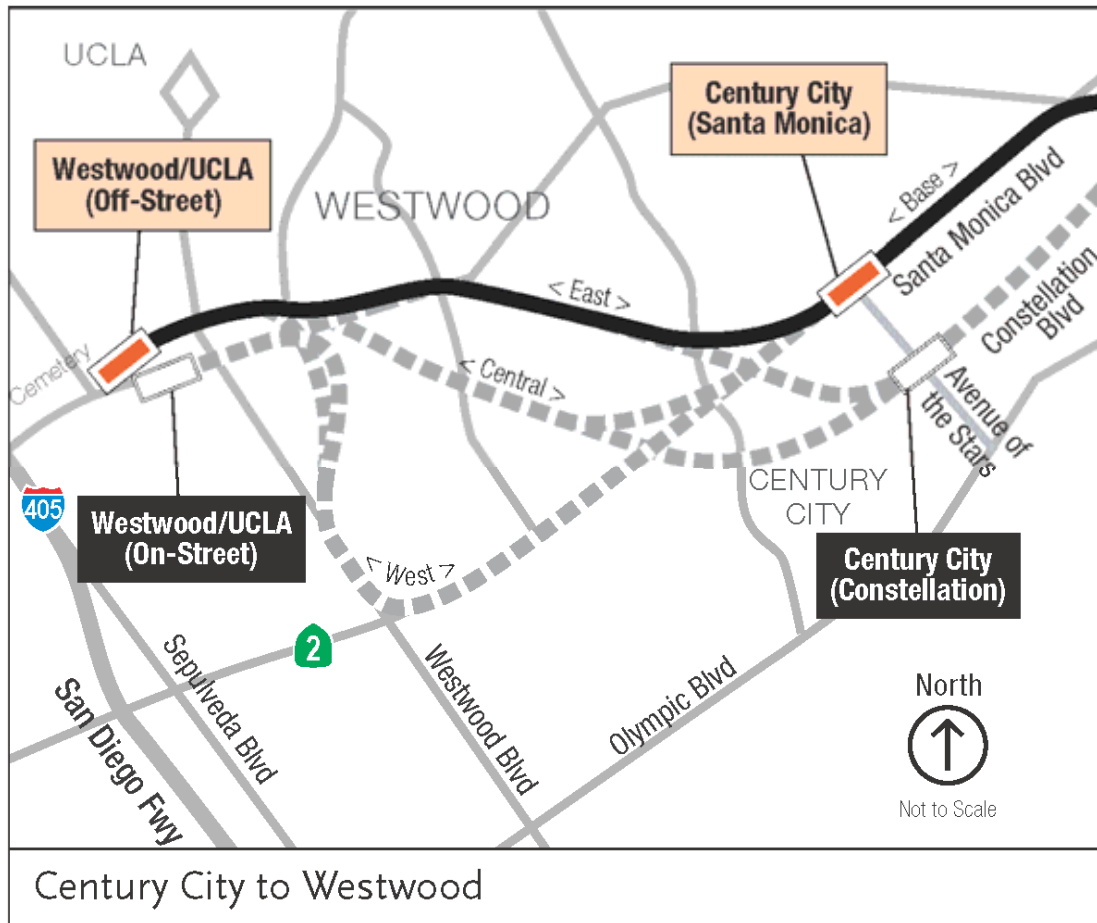 UCLA
Century City
(Santa Monica)
Westwood/UCLA
(Off-Street)
WESTWOOD
< Base >
Santa Monica Blvd
Constellation
Blvd
< East >
Cemetery
< Central >
Avenue of
the Stars
405
CENTURY
CITY
Westwood/UCLA
(On-Street)
Century City
(Constellation)
< West >
2
Sepulveda Blvd
Westwood Blvd
Olympic Blvd
San Diego Fwy
North
Not to Scale
Century City to Westwood